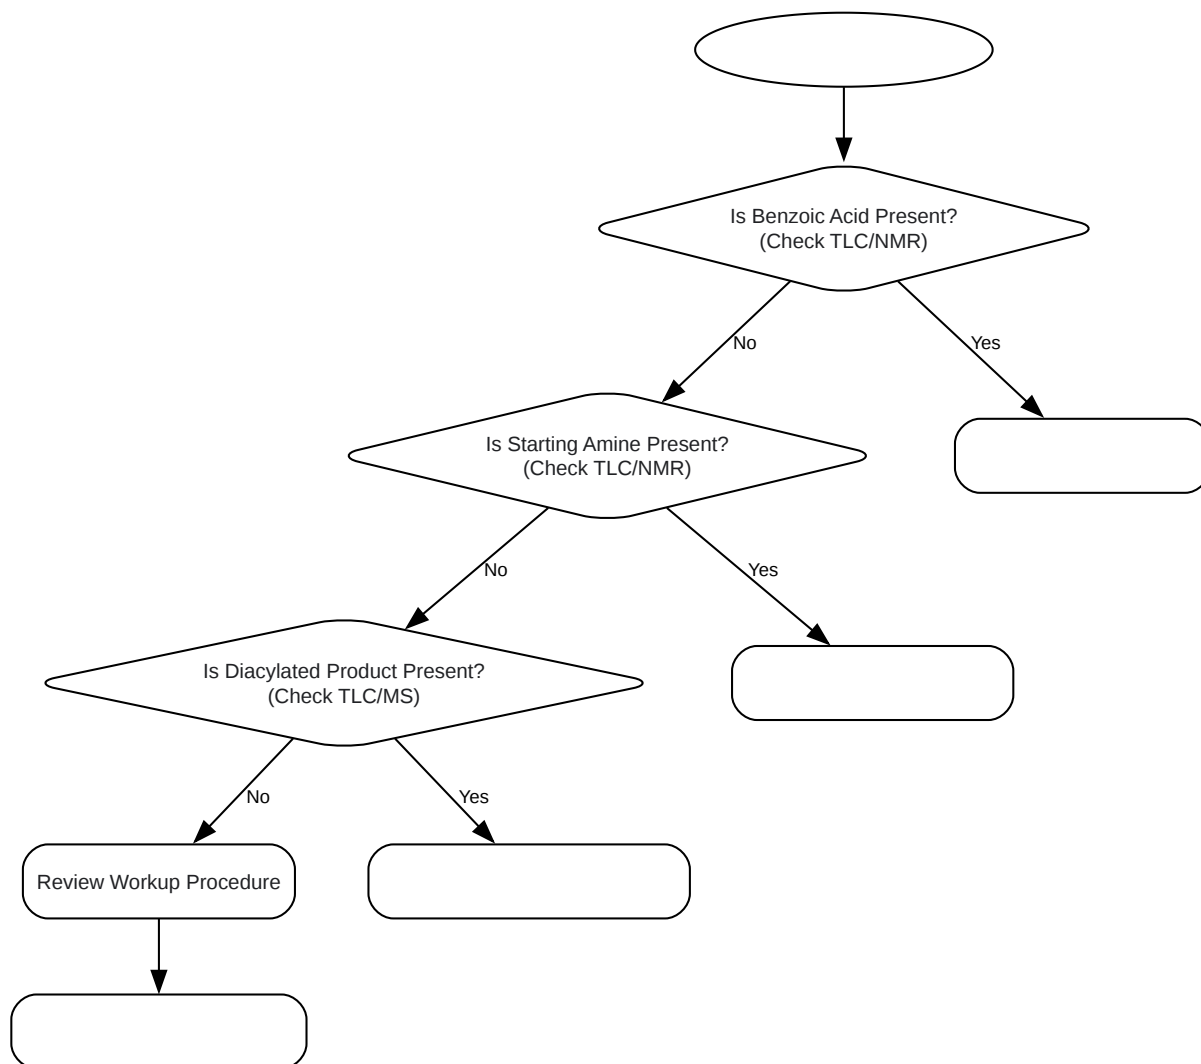 Is Benzoic Acid Present?
(Check TLC/NMR)
No
Yes
Is Starting Amine Present?
(Check TLC/NMR)
No
Yes
Is Diacylated Product Present?
(Check TLC/MS)
No
Yes
Review Workup Procedure